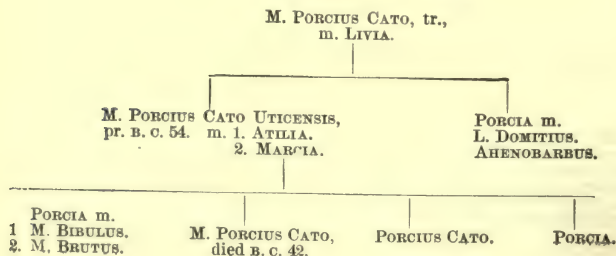 M. PORCIUS CATO, tr.,
m. LIVIA.
M. PORCIUS CATO UTICENSIS,
pr. B. C. 54. m. 1. ATILIA.
2. MARCIA.
PORCIA m.
L. DOMITIUS.
AHENOBARBUS.
PORCIA m.
1 M. BIBULUS.
2. M. BRUTUS.
M. PORCIUS CATO,
died B. C. 42.
PORCIUS CATO.
PORCIA.